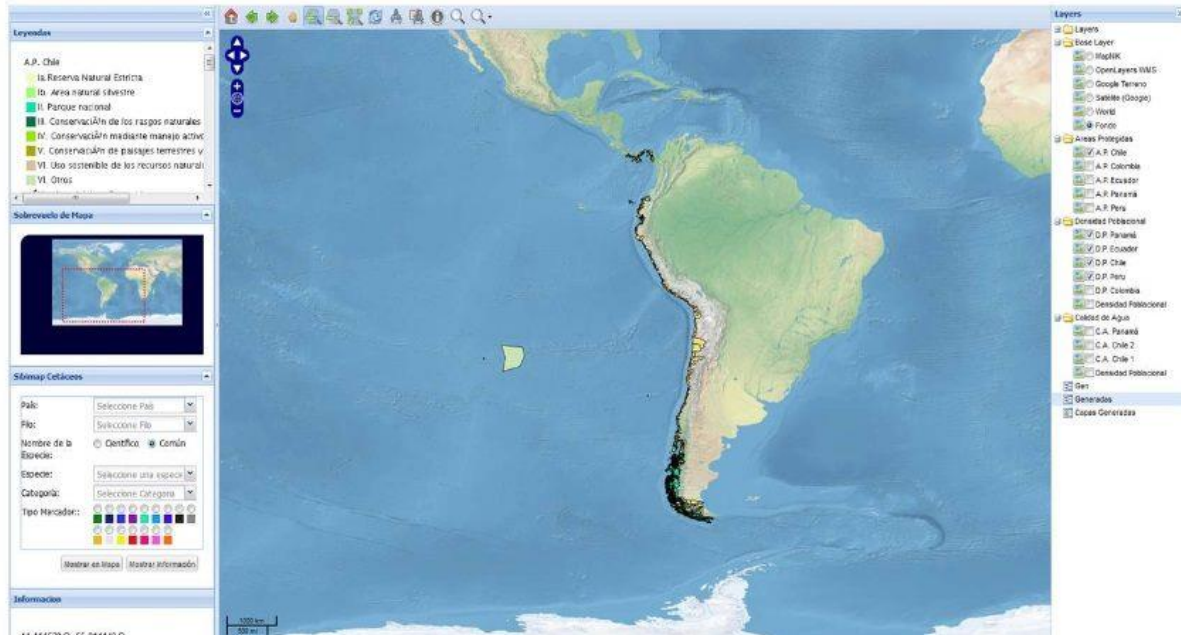 Leyendas
A.P. Chile
Ia. Reserva Natural Estricta
Ib. Area natural silvestre
II. Parque nacional
III. ConservaciÃ³n de los rasgos naturales
IV. ConservaciÃ³n mediante manejo activo
V. ConservaciÃ³n de paisajes terrestres y
VI. Uso sostenible de los recursos natural
VI. Otros
Sobrevuelo de Mapa
Sibimap Cetáceos
País:
Seleccione País
Filo:
Seleccione Filo
Nombre de la Especie:
Científico
Común
Especie:
Seleccione una especie
Categoría:
Seleccione Categoria
Tipo Marcador::
Mostrar en Mapa
Mostrar Información
Informacion
1000 km
500 mi
Layers
Layers
Base Layer
MapNIK
OpenLayers WMS
Google Terreno
Satélite (Google)
World
Fondo
Areas Protegidas
A.P. Chile
A.P. Colombia
A.P. Ecuador
A.P. Panamá
A.P. Peru
Densidad Poblacional
D.P. Panamá
D.P. Ecuador
D.P. Chile
D.P. Peru
D.P. Colombia
Densidad Poblacional
Calidad de Agua
C.A. Panamá
C.A. Chile 2
C.A. Chile 1
Densidad Poblacional
Gen
Generadas
Capas Generadas